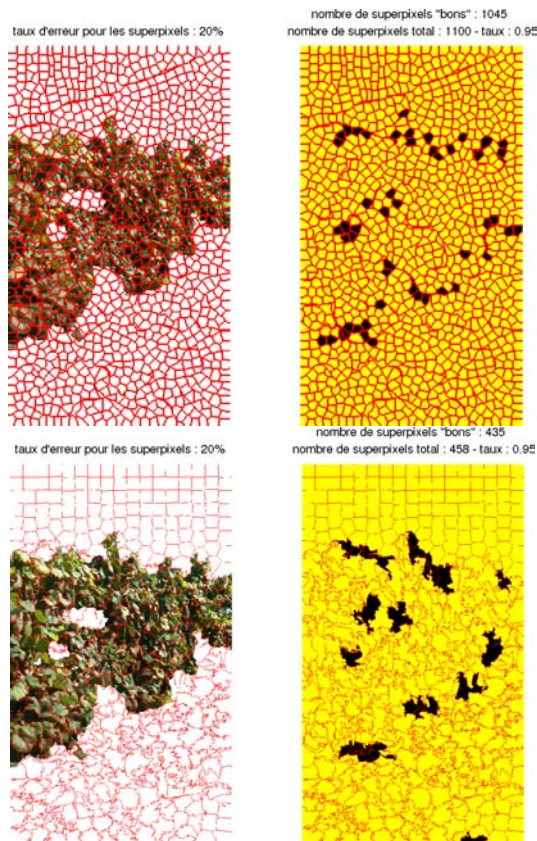 nombre de superpixels "bons" : 1045
taux d'erreur pour les superpixels : 20%
nombre de superpixels total : 1100 - taux : 0.95
nombre de superpixels "bons" : 435
taux d'erreur pour les superpixels : 20%
nombre de superpixels total : 458 - taux : 0.95